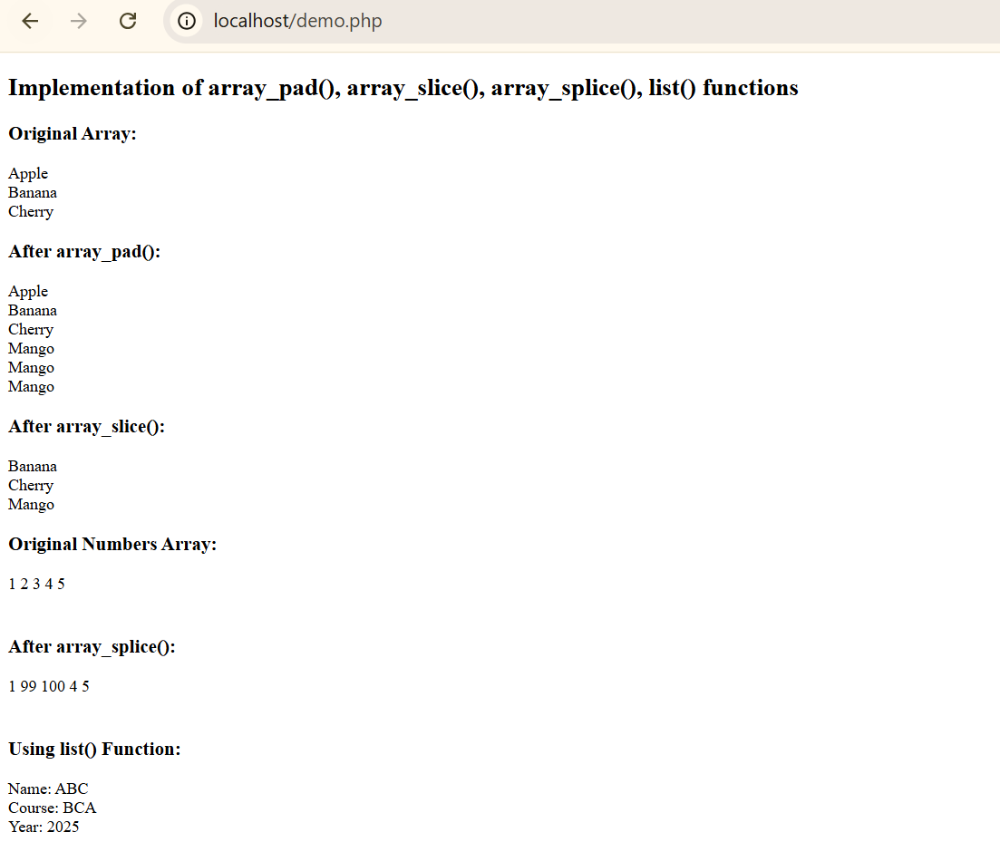 localhost/demo.php
Implementation of array_pad(), array_slice(), array_splice(), list() functions
Original Array:
Apple
Banana
Cherry
After array_pad():
Apple
Banana
Cherry
Mango
Mango
Mango
After array_slice():
Banana
Cherry
Mango
Original Numbers Array:
1 2 3 4 5
After array_splice():
1 99 100 4 5
Using list() Function:
Name: ABC
Course: BCA
Year: 2025